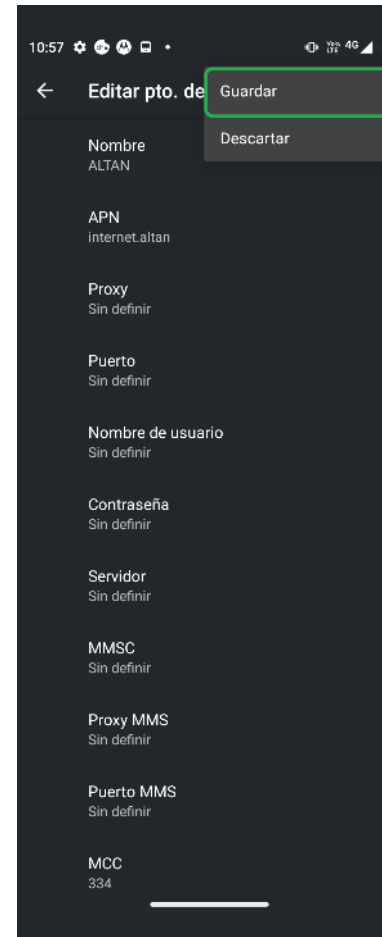 10:57 VoLTE 4G
Editar pto. de
Guardar
Descartar
Nombre
ALTAN
APN
internet.altan
Proxy
Sin definir
Puerto
Sin definir
Nombre de usuario
Sin definir
Contraseña
Sin definir
Servidor
Sin definir
MMSC
Sin definir
Proxy MMS
Sin definir
Puerto MMS
Sin definir
MCC
334